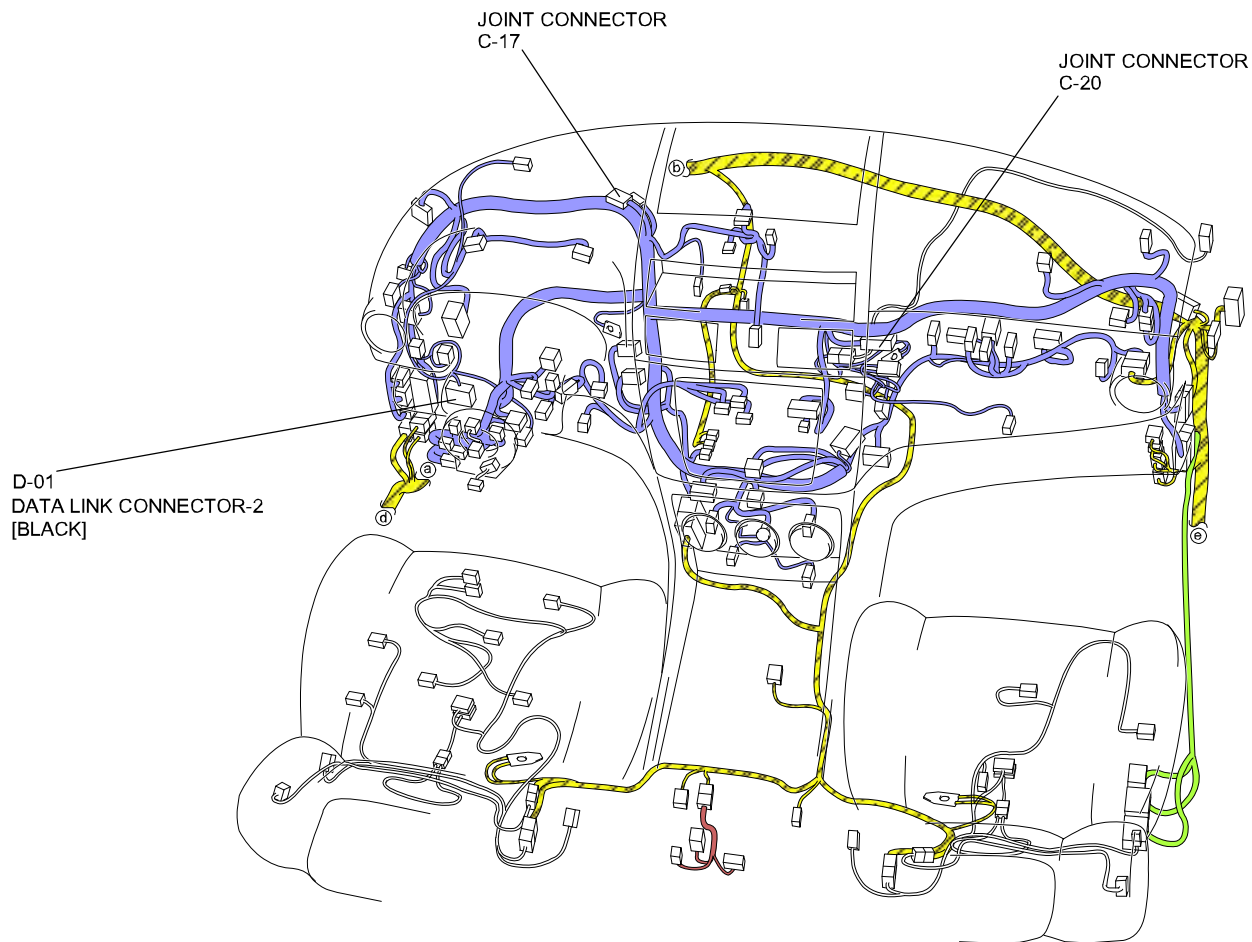 JOINT CONNECTOR
C-17
JOINT CONNECTOR
C-20
b
a
d
e
D-01
DATA LINK CONNECTOR-2
[BLACK]